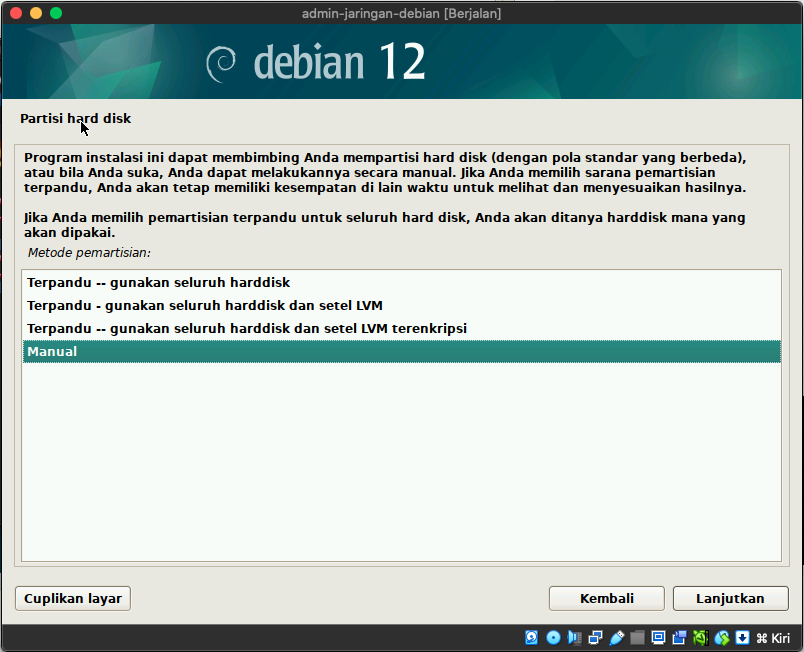 admin-jaringan-debian [Berjalan]
debian 12
Partisi hard disk
Program instalasi ini dapat membimbing Anda mempartisi hard disk (dengan pola standar yang berbeda),
atau bila Anda suka, Anda dapat melakukannya secara manual. Jika Anda memilih sarana pemartisian
terpandu, Anda akan tetap memiliki kesempatan di lain waktu untuk melihat dan menyesuaikan hasilnya.
Jika Anda memilih pemartisian terpandu untuk seluruh hard disk, Anda akan ditanya harddisk mana yang
akan dipakai.
Metode pemartisian:
Terpandu -- gunakan seluruh harddisk
Terpandu - gunakan seluruh harddisk dan setel LVM
Terpandu -- gunakan seluruh harddisk dan setel LVM terenkripsi
Manual
Cuplikan layar
Kembali
Lanjutkan
⌘ Kiri